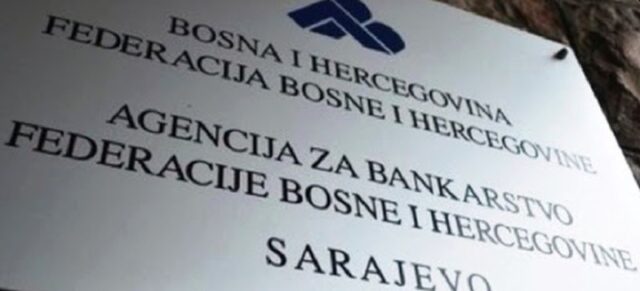 BOSNA I HERCEGOVINA
FEDERACIJA BOSNE I HERCEGOVINE
AGENCIJA ZA BANKARSTVO
FEDERACIJE BOSNE I HERCEGOVINE
SARAJEVO